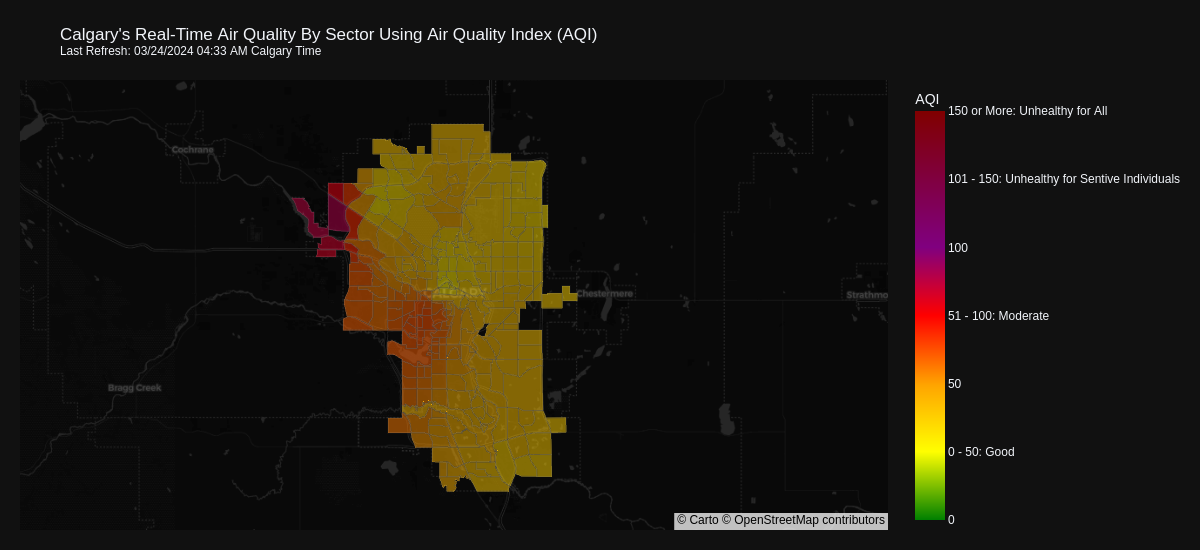 Calgary's Real-Time Air Quality By Sector Using Air Quality Index (AQI)
Last Refresh: 03/24/2024 04:33 AM Calgary Time
AQI
150 or More: Unhealthy for All
101 - 150: Unhealthy for Sentive Individuals
100
51 - 100: Moderate
50
0 - 50: Good
0
Cochrane
Chestermere
Strathmo
Bragg Creek
© Carto © OpenStreetMap contributors